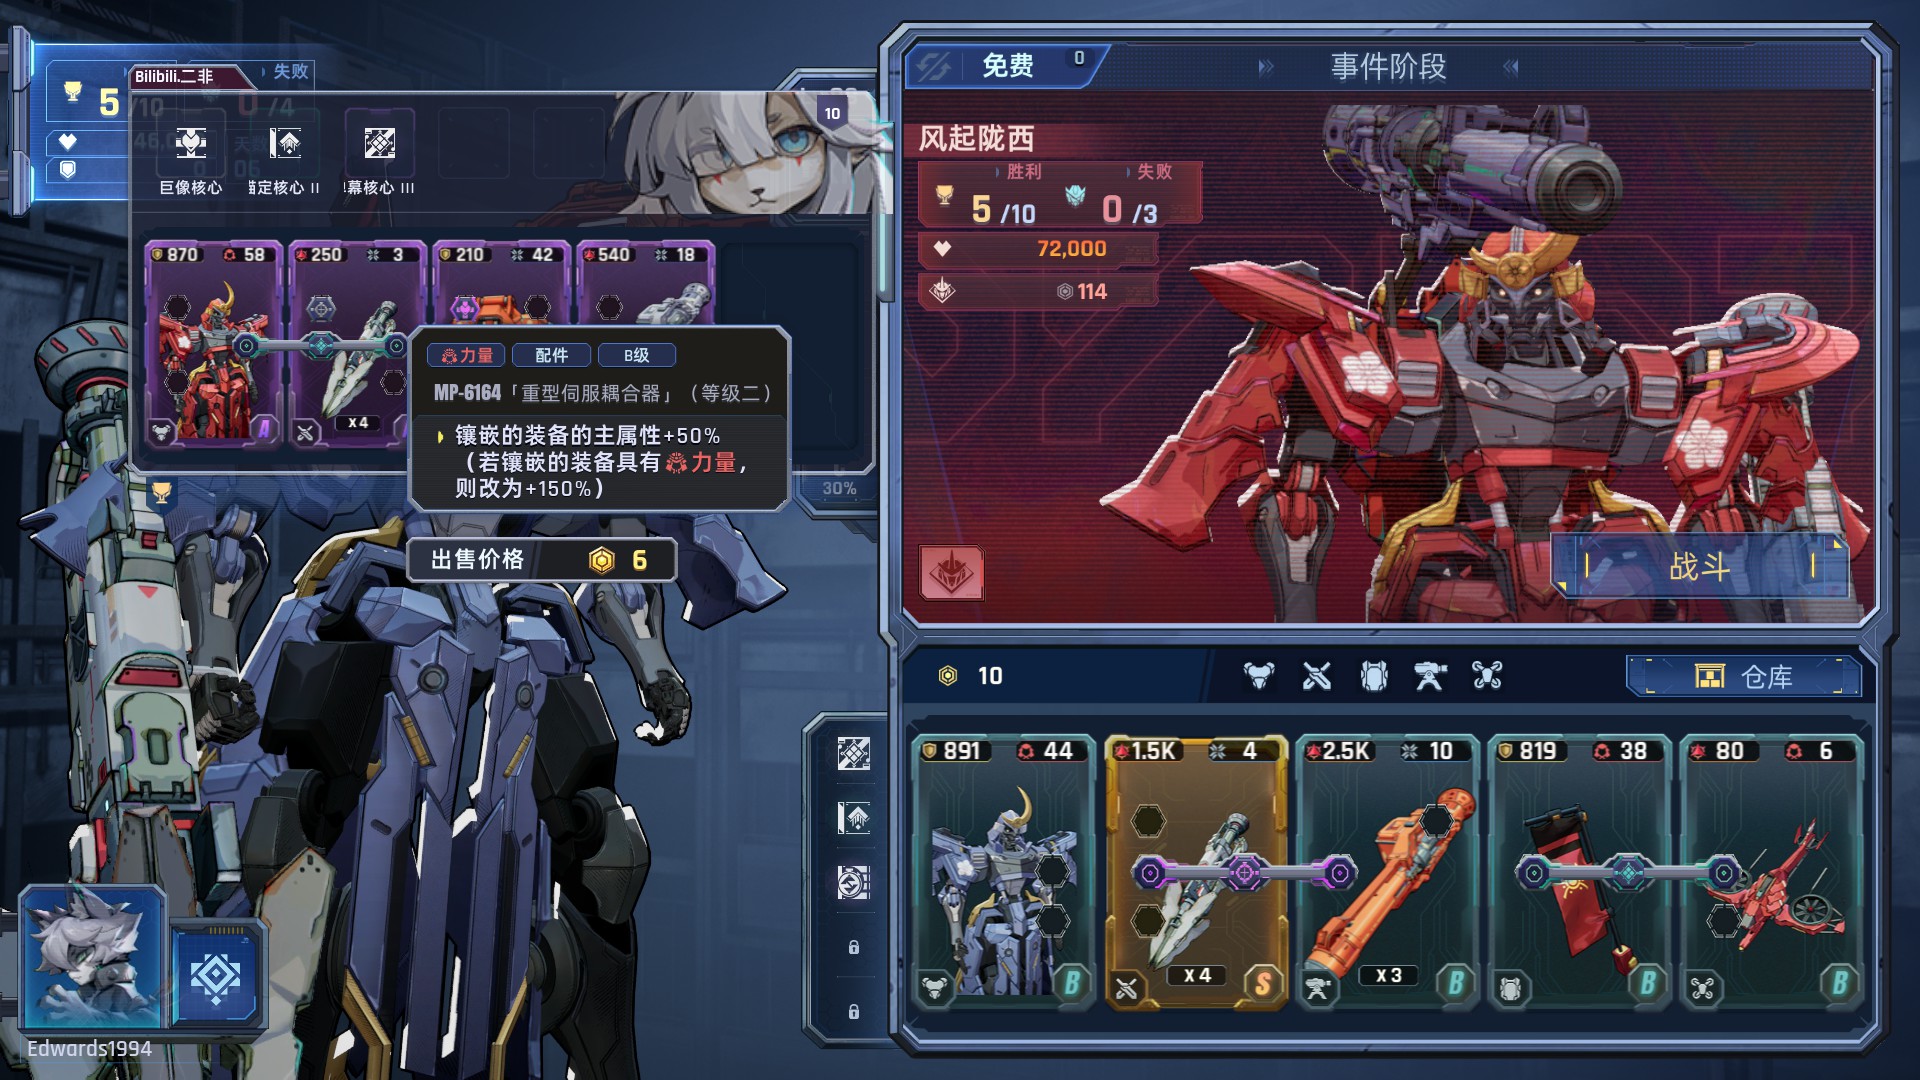 Bilibili.二非
失败
5 /10
0 /4
10
巨像核心
锚定核心 II
幕核心 III
870
58
250
3
210
42
540
18
A
x4
力量
配件
B级
MP-6164「重型伺服耦合器」（等级二）
镶嵌的装备的主属性+50%
（若镶嵌的装备具有力量，
则改为+150%）
30%
出售价格
6
Edwards1994
免费
0
事件阶段
风起陇西
胜利
失败
5 /10
0 /3
72,000
114
战斗
10
仓库
891
44
B
1.5K
4
x4
S
2.5K
10
x3
B
819
38
B
80
6
B